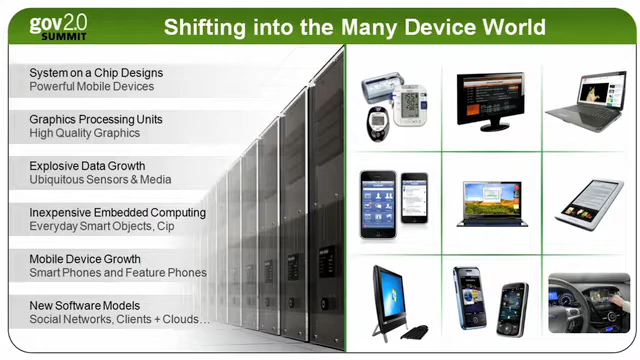 gov2.0
SUMMIT
Shifting into the Many Device World
System on a Chip Designs
Powerful Mobile Devices
Graphics Processing Units
High Quality Graphics
Explosive Data Growth
Ubiquitous Sensors & Media
Inexpensive Embedded Computing
Everyday Smart Objects, Cip
Mobile Device Growth
Smart Phones and Feature Phones
New Software Models
Social Networks, Clients + Clouds…